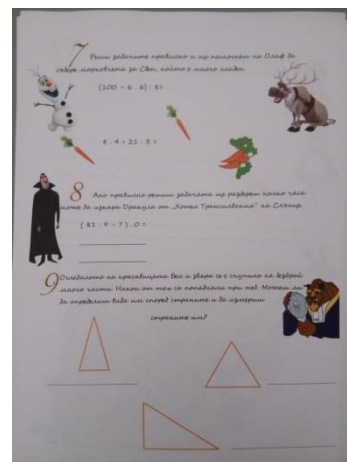 7 Реши задачите правилно и ще помогнеш на Олаф да
събере морковчета за Свен, който е много гладен.
(100 - 6 . 6) : 8=
8 . 4 + 21 : 3 =
8 Ако правилно решиш задачата ще разбереш колко часа
може да изкара Дракула от „Хотел Трансилвания" на Слънце
( 81 : 9 - 7 ) . 0 =
9 Огледалото на красавицата Бел и звяра се е счупило на безброй
много части. Някои от тях са попаднали при теб. Можеш ли
да определиш вида им според страните и да измериш
страните им?